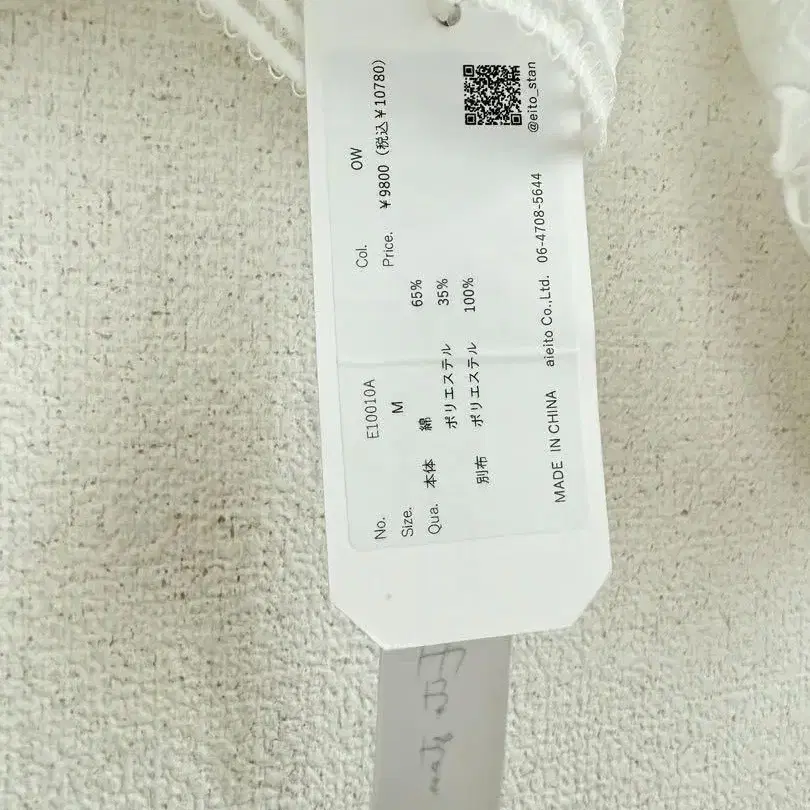 No. E10010A Col. OW
Size. M Price. ￥9800（税込￥10780）
Qua. 本体 綿 65%
ポリエステル 35%
別布 ポリエステル 100%
MADE IN CHINA aieito Co.,Ltd. 06-4708-5644
@eito_stan